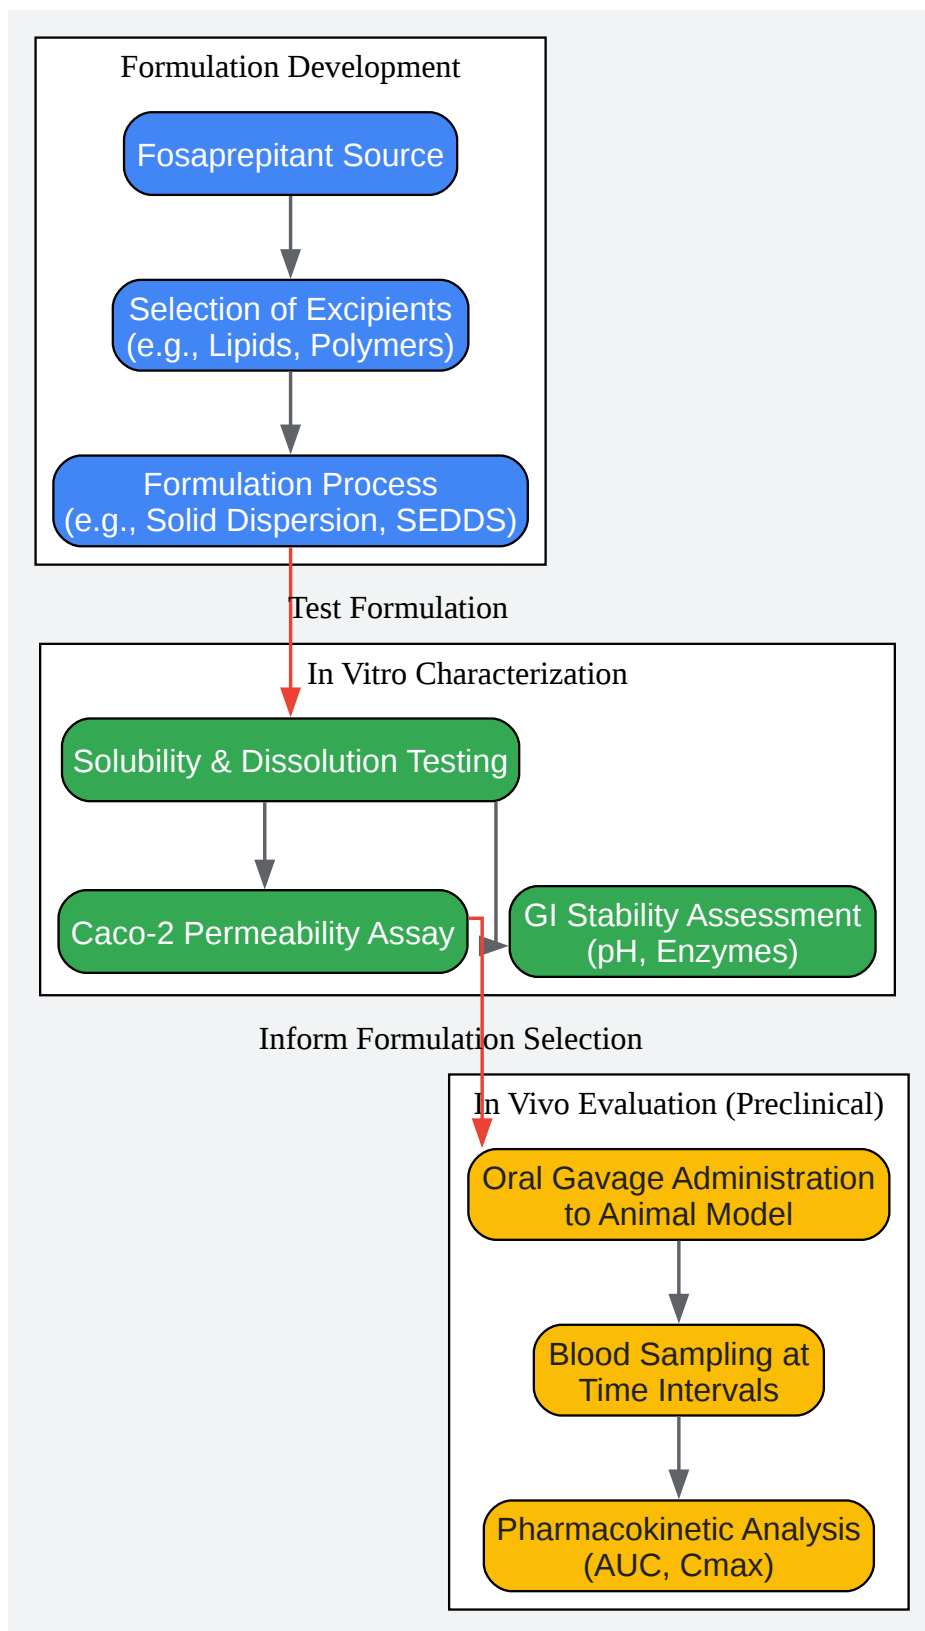 Formulation Development
Fosaprepitant Source
Selection of Excipients
(e.g., Lipids, Polymers)
Formulation Process
(e.g., Solid Dispersion, SEDDS)
Test Formulation
In Vitro Characterization
Solubility & Dissolution Testing
Caco-2 Permeability Assay
GI Stability Assessment
(pH, Enzymes)
Inform Formulation Selection
In Vivo Evaluation (Preclinical)
Oral Gavage Administration
to Animal Model
Blood Sampling at
Time Intervals
Pharmacokinetic Analysis
(AUC, Cmax)